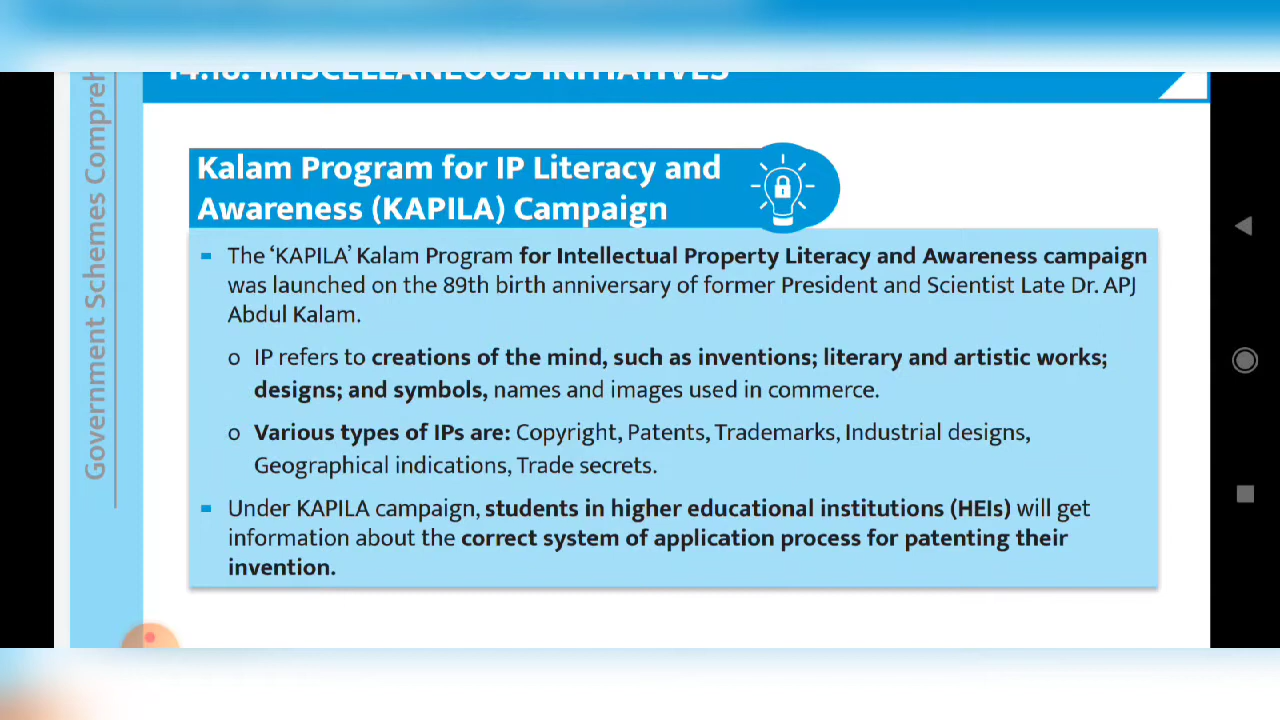 Government Schemes Compreh
14.18. MISCELLANEOUS INITIATIVES
Kalam Program for IP Literacy and
Awareness (KAPILA) Campaign
The ‘KAPILA’ Kalam Program for Intellectual Property Literacy and Awareness campaign
was launched on the 89th birth anniversary of former President and Scientist Late Dr. APJ
Abdul Kalam.
o IP refers to creations of the mind, such as inventions; literary and artistic works;
designs; and symbols, names and images used in commerce.
o Various types of IPs are: Copyright, Patents, Trademarks, Industrial designs,
Geographical indications, Trade secrets.
Under KAPILA campaign, students in higher educational institutions (HEIs) will get
information about the correct system of application process for patenting their
invention.